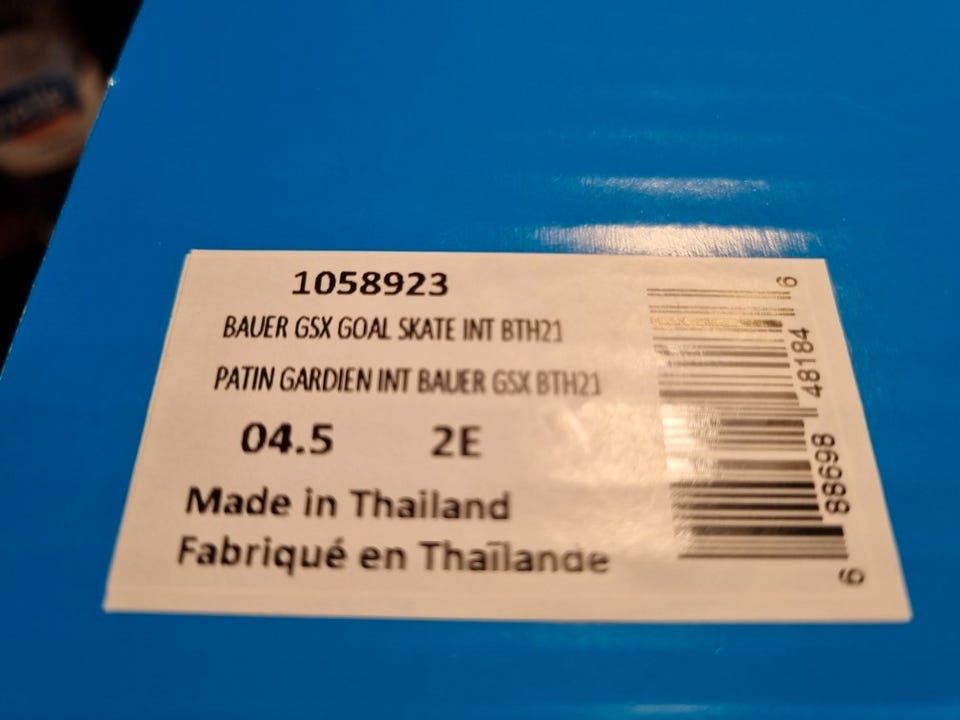 1058923
BAUER GSX GOAL SKATE INT BTH21
PATIN GARDIEN INT BAUER GSX BTH21
04.5 2E
Made in Thailand
Fabriqué en Thaïlande
6 88698 48184 6